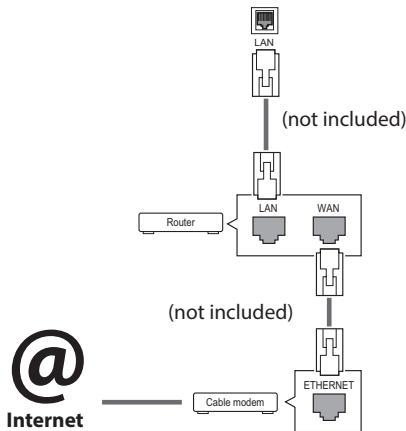 LAN
(not included)
LAN WAN
Router
(not included)
ETHERNET
@
Cable modem
Internet